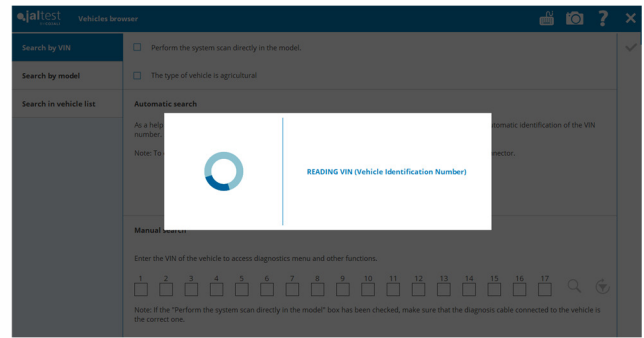 jaltest
Vehicles browser
?
Search by VIN
Perform the system scan directly in the model.
Search by model
The type of vehicle is agricultural
Search in vehicle list
Automatic search
As a help
utomatic identification of the VIN
number.
Note: To
nnector.
READING VIN (Vehicle Identification Number)
Manual search
Enter the VIN of the vehicle to access diagnostics menu and other functions.
1 2 3 4 5 6 7 8 9 10 11 12 13 14 15 16 17
Note: If the "Perform the system scan directly in the model" box has been checked, make sure that the diagnosis cable connected to the vehicle is
the correct one.